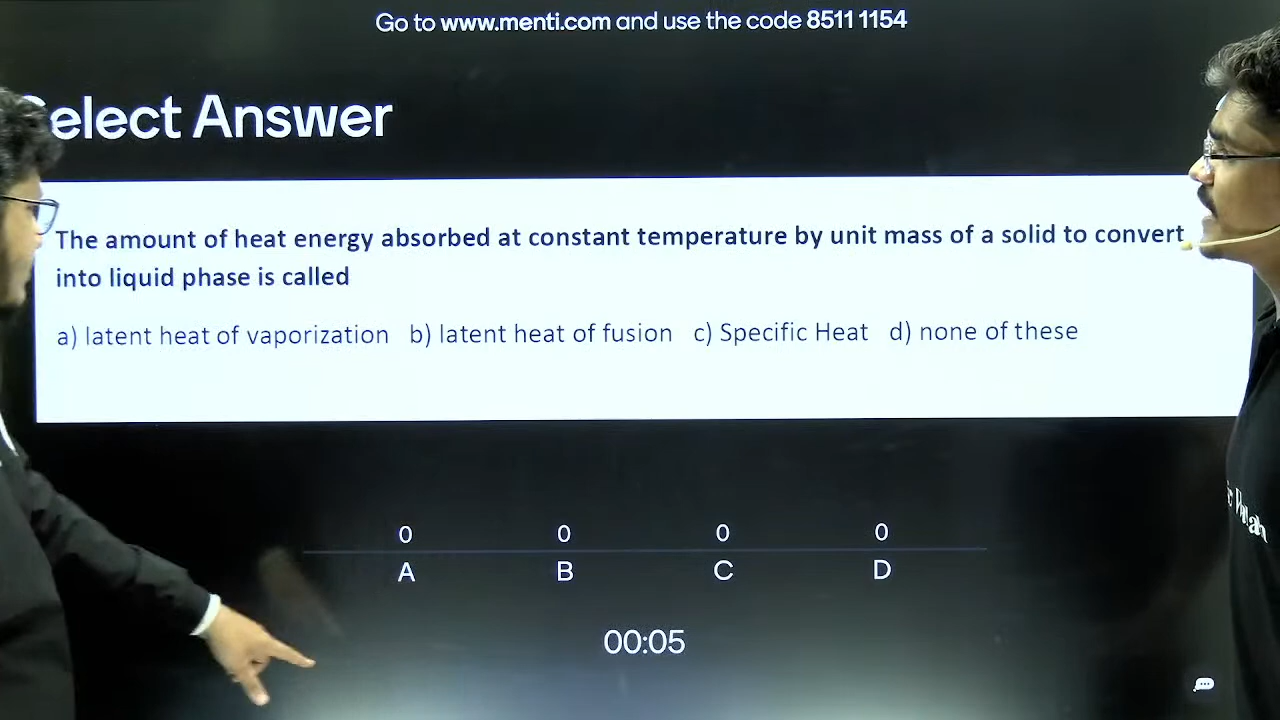 Go to www.menti.com and use the code 8511 1154
elect Answer
The amount of heat energy absorbed at constant temperature by unit mass of a solid to convert
into liquid phase is called
a) latent heat of vaporization b) latent heat of fusion c) Specific Heat d) none of these
0 0 0 0
A B C D
00:05